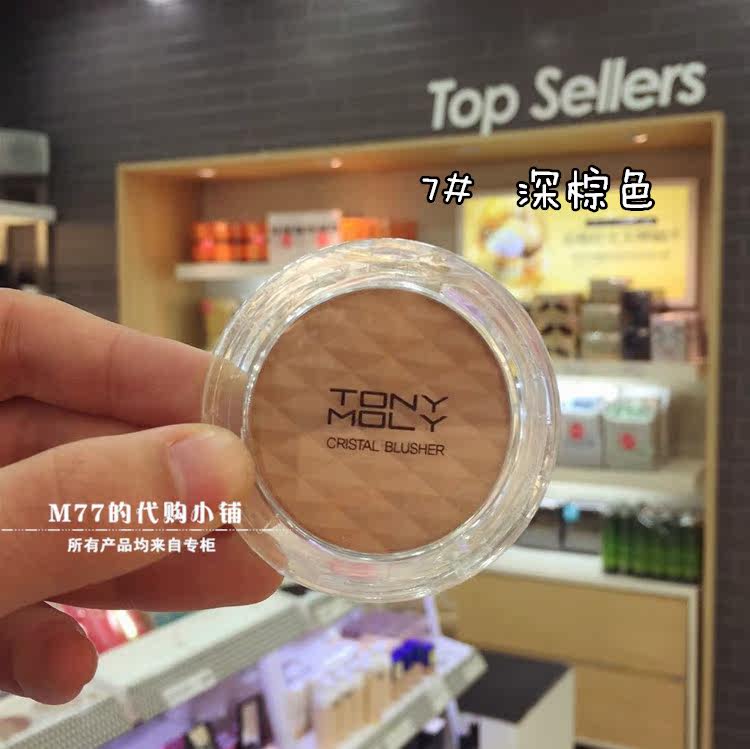 Top Sellers
7# 深棕色
TONY
MOLY
CRISTAL BLUSHER
M77的代购小铺
所有产品均来自专柜